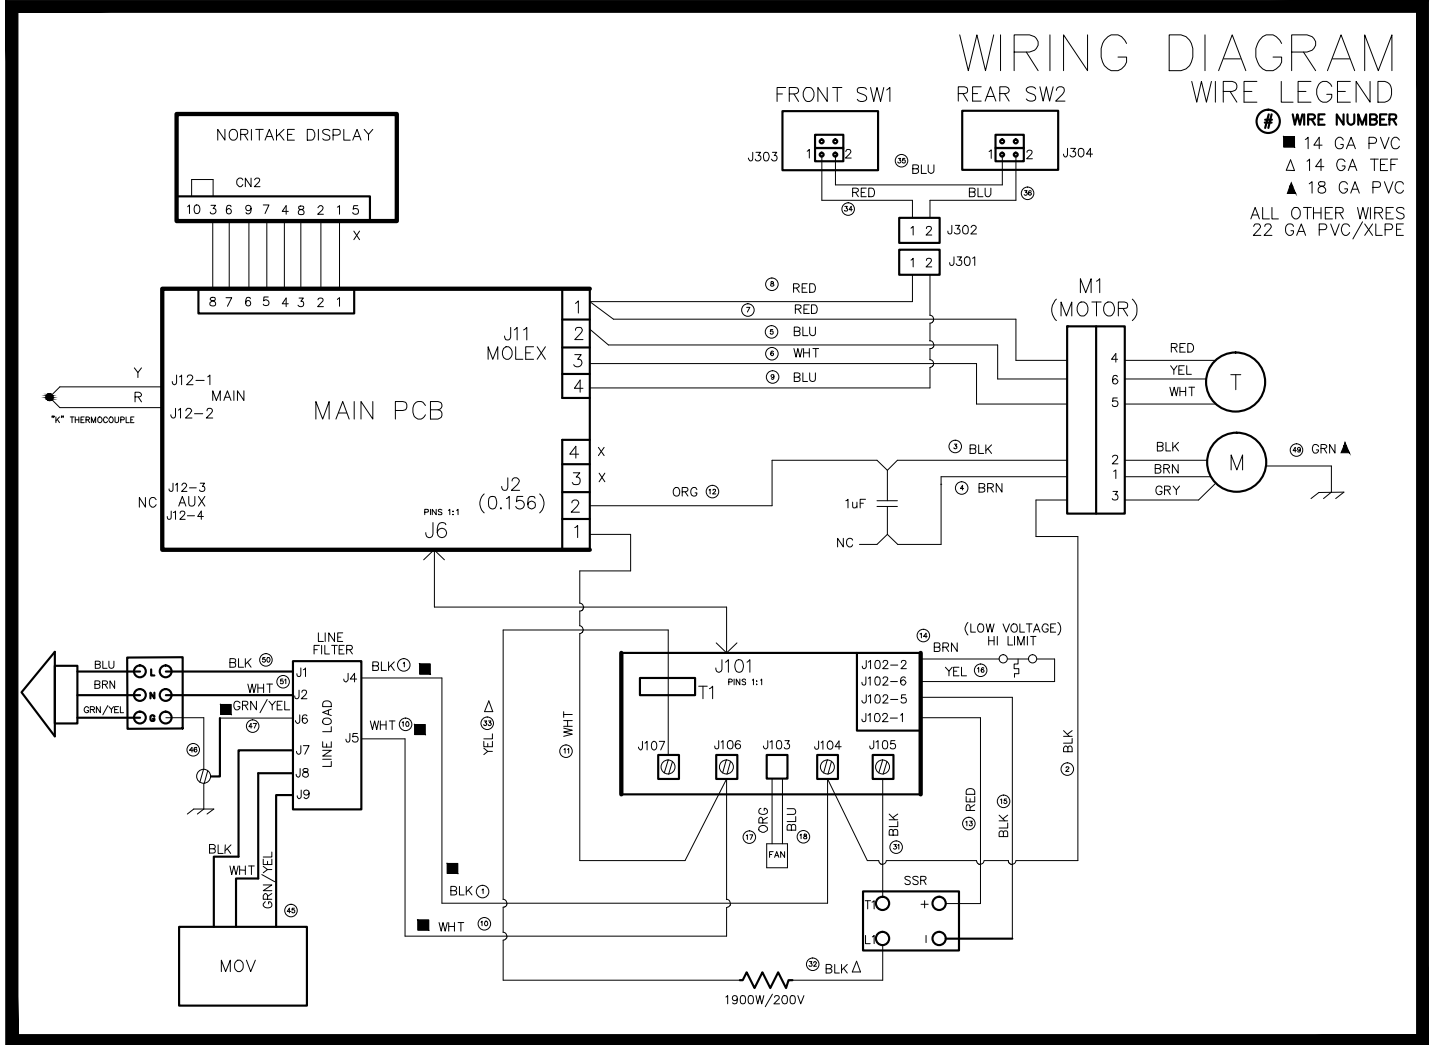 WIRING DIAGRAM
WIRE LEGEND
# WIRE NUMBER
■ 14 GA PVC
△ 14 GA TEF
▲ 18 GA PVC
ALL OTHER WIRES
22 GA PVC/XLPE
FRONT SW1
REAR SW2
J303
1 2
1 2
J304
35 BLU
RED
34
BLU 36
1 2 J302
1 2 J301
NORITAKE DISPLAY
CN2
10 3 6 9 7 4 8 2 1 5
X
8 7 6 5 4 3 2 1
MAIN PCB
J11
MOLEX
1
2
3
4
8 RED
7 RED
5 BLU
6 WHT
9 BLU
Y
R
"K" THERMOCOUPLE
J12-1
MAIN
J12-2
J12-3
NC AUX
J12-4
J2
(0.156)
4 X
3 X
2
1
PINS 1:1
J6
ORG 12
3 BLK
4 BRN
1uF
NC
M1
(MOTOR)
4 RED
6 YEL
5 WHT
T
2 BLK
1 BRN
3 GRY
M
49 GRN ▲
LINE
FILTER
BLU
BRN
GRN/YEL
L
N
G
BLK 50
WHT 51
■ GRN/YEL
47
46
J1
J2
J6
J7
J8
J9
J4
J5
LINE LOAD
BLK 1 ■
WHT 10 ■
BLK
WHT
GRN/YEL
45
MOV
■
BLK 1
■ WHT 10
YEL 33 △
11 WHT
J101
PINS 1:1
T1
J102-2
J102-6
J102-5
J102-1
J107
J106
J103
J104
J105
14
BRN
YEL 16
(LOW VOLTAGE)
HI LIMIT
17 ORG
BLU 18
FAN
BLK
31
13 RED
BLK 15
2 BLK
SSR
T1 +
L1 I
32 BLK △
1900W/200V